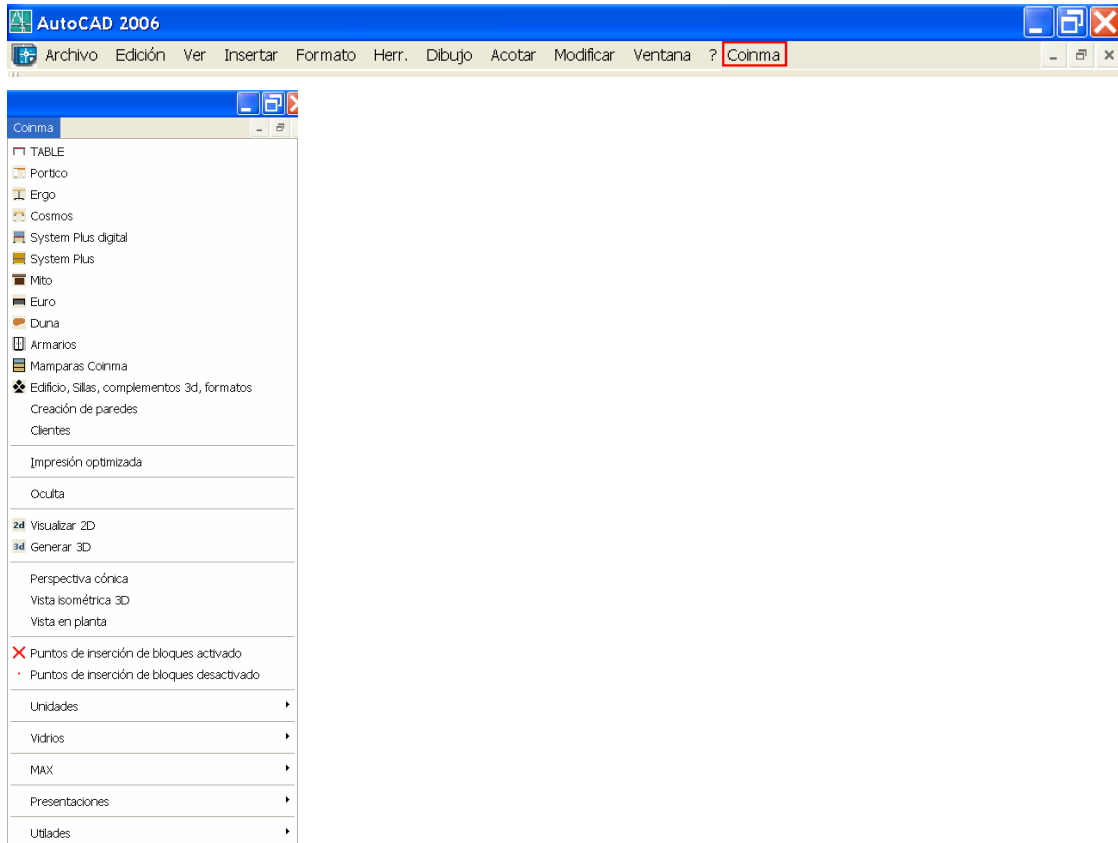 AutoCAD 2006
Archivo Edición Ver Insertar Formato Herr. Dibujo Acotar Modificar Ventana ? Coinma
Coinma
TABLE
Portico
Ergo
Cosmos
System Plus digital
System Plus
Mito
Euro
Duna
Armarios
Mamparas Coinma
Edificio, Sillas, complementos 3d, formatos
Creación de paredes
Clientes
Impresión optimizada
Oculta
2d Visualizar 2D
3d Generar 3D
Perspectiva cónica
Vista isométrica 3D
Vista en planta
Puntos de inserción de bloques activado
Puntos de inserción de bloques desactivado
Unidades
Vidrios
MAX
Presentaciones
Utilades